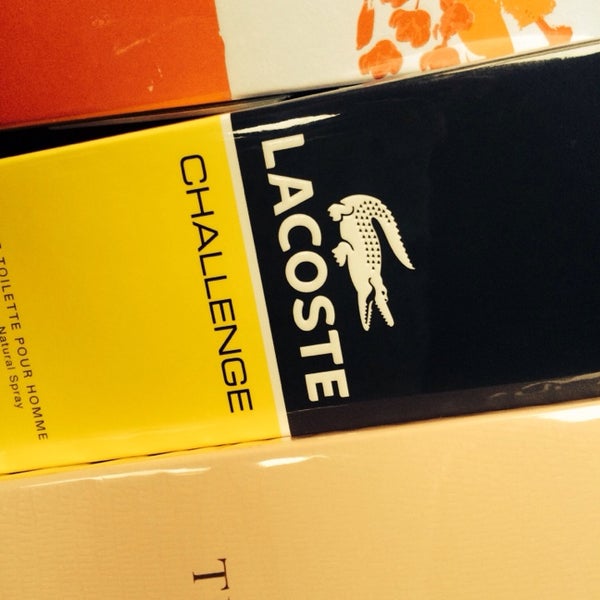 LACOSTE
CHALLENGE
TOILETTE POUR HOMME
Natural Spray
T